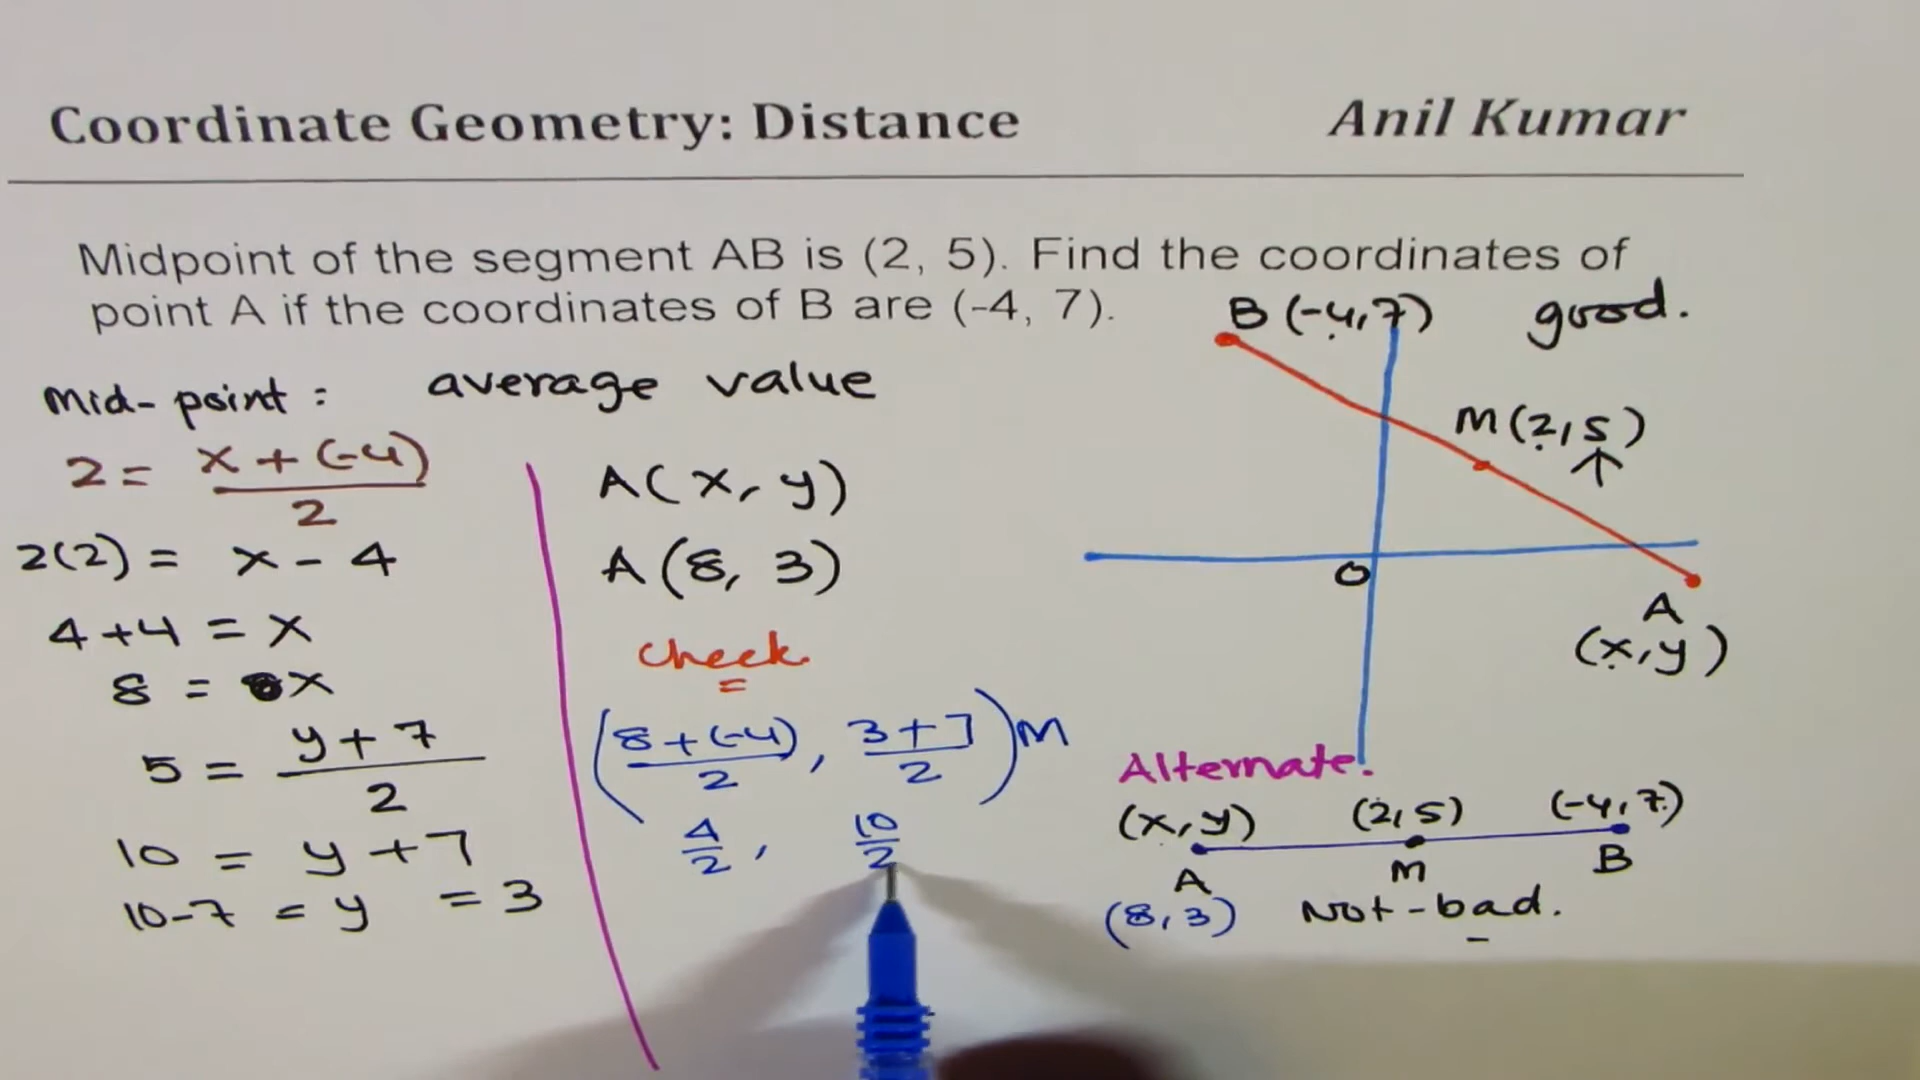 Coordinate Geometry: Distance
Anil Kumar
Midpoint of the segment AB is (2, 5). Find the coordinates of
point A if the coordinates of B are (-4, 7).
Mid-point : average value
2 = x + (-4) / 2
2(2) = x - 4
4 + 4 = x
8 = x
5 = y + 7 / 2
10 = y + 7
10 - 7 = y = 3
A(x, y)
A(8, 3)
check
(8 + (-4) / 2, 3 + 7 / 2) M
4/2, 10/2
B(-4, 7) good.
M(2, 5)
O
A
(x, y)
Alternate:
(x, y) (2, 5) (-4, 7)
A M B
(8, 3) Not-bad.